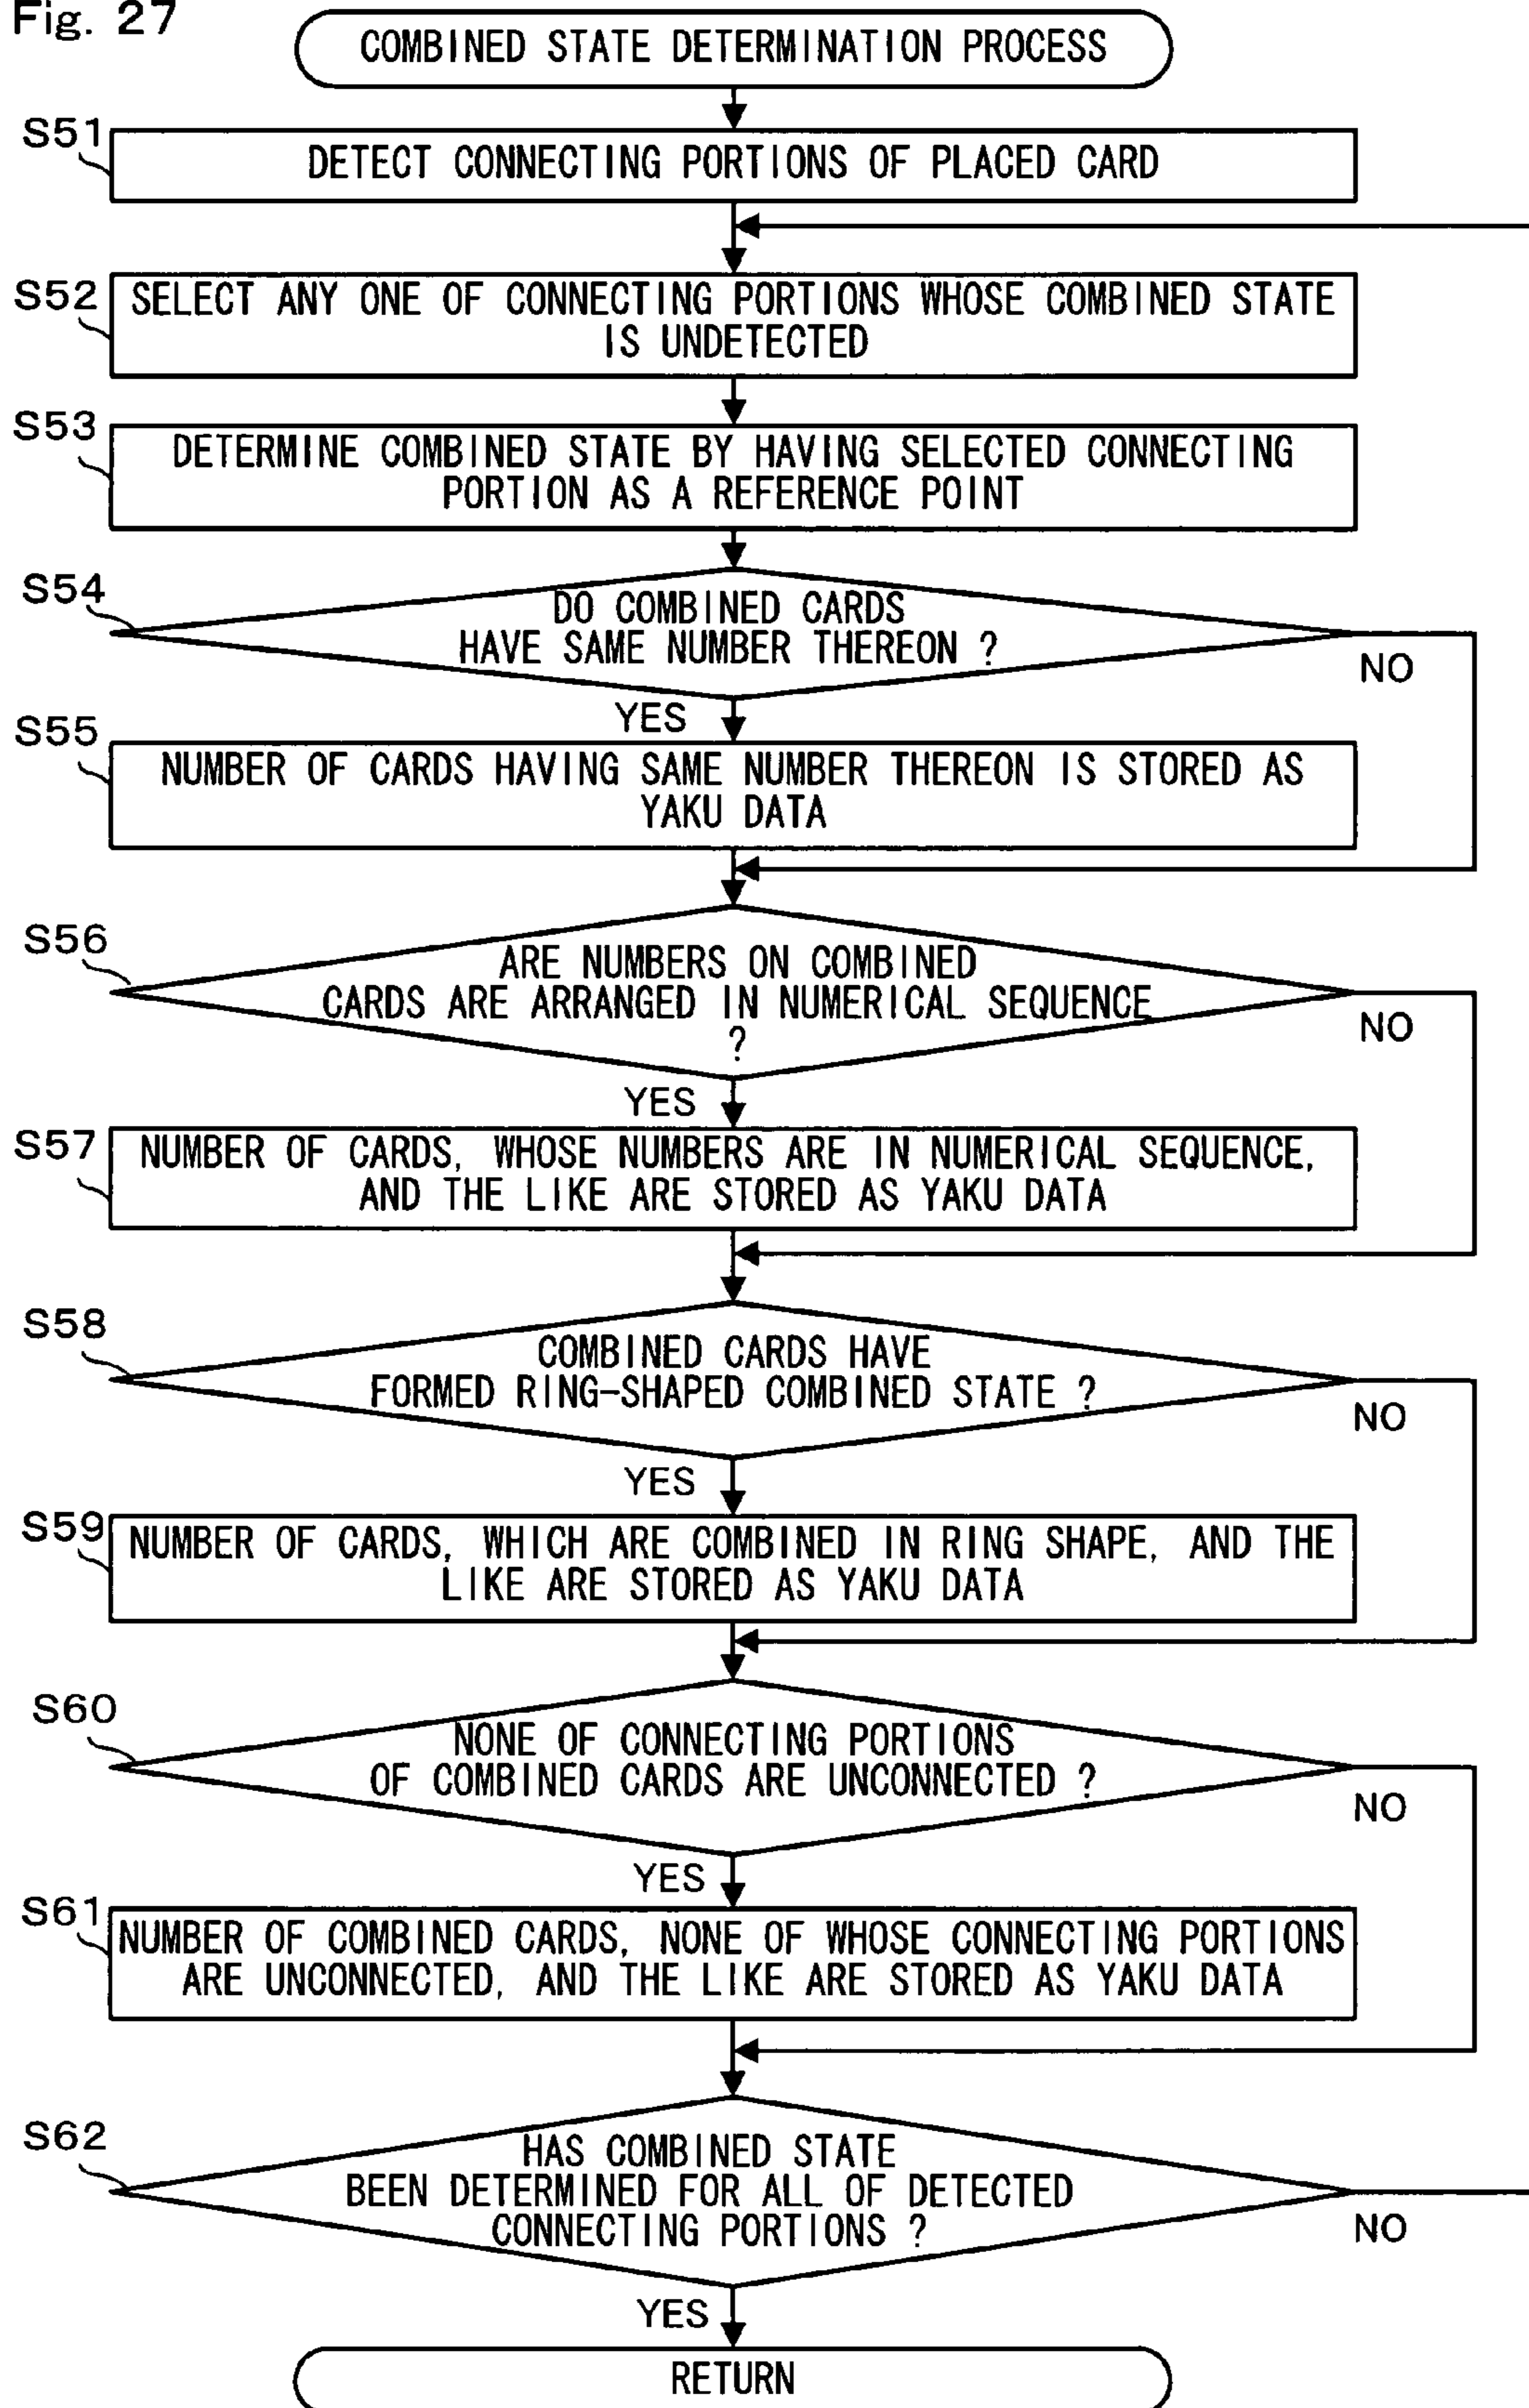 Fig. 27
COMBINED STATE DETERMINATION PROCESS
S51
DETECT CONNECTING PORTIONS OF PLACED CARD
S52
SELECT ANY ONE OF CONNECTING PORTIONS WHOSE COMBINED STATE
IS UNDETECTED
S53
DETERMINE COMBINED STATE BY HAVING SELECTED CONNECTING
PORTION AS A REFERENCE POINT
S54
DO COMBINED CARDS
HAVE SAME NUMBER THEREON ?
NO
YES
S55
NUMBER OF CARDS HAVING SAME NUMBER THEREON IS STORED AS
YAKU DATA
S56
ARE NUMBERS ON COMBINED
CARDS ARE ARRANGED IN NUMERICAL SEQUENCE
?
NO
YES
S57
NUMBER OF CARDS, WHOSE NUMBERS ARE IN NUMERICAL SEQUENCE,
AND THE LIKE ARE STORED AS YAKU DATA
S58
COMBINED CARDS HAVE
FORMED RING-SHAPED COMBINED STATE ?
NO
YES
S59
NUMBER OF CARDS, WHICH ARE COMBINED IN RING SHAPE, AND THE
LIKE ARE STORED AS YAKU DATA
S60
NONE OF CONNECTING PORTIONS
OF COMBINED CARDS ARE UNCONNECTED ?
NO
YES
S61
NUMBER OF COMBINED CARDS, NONE OF WHOSE CONNECTING PORTIONS
ARE UNCONNECTED, AND THE LIKE ARE STORED AS YAKU DATA
S62
HAS COMBINED STATE
BEEN DETERMINED FOR ALL OF DETECTED
CONNECTING PORTIONS ?
NO
YES
RETURN